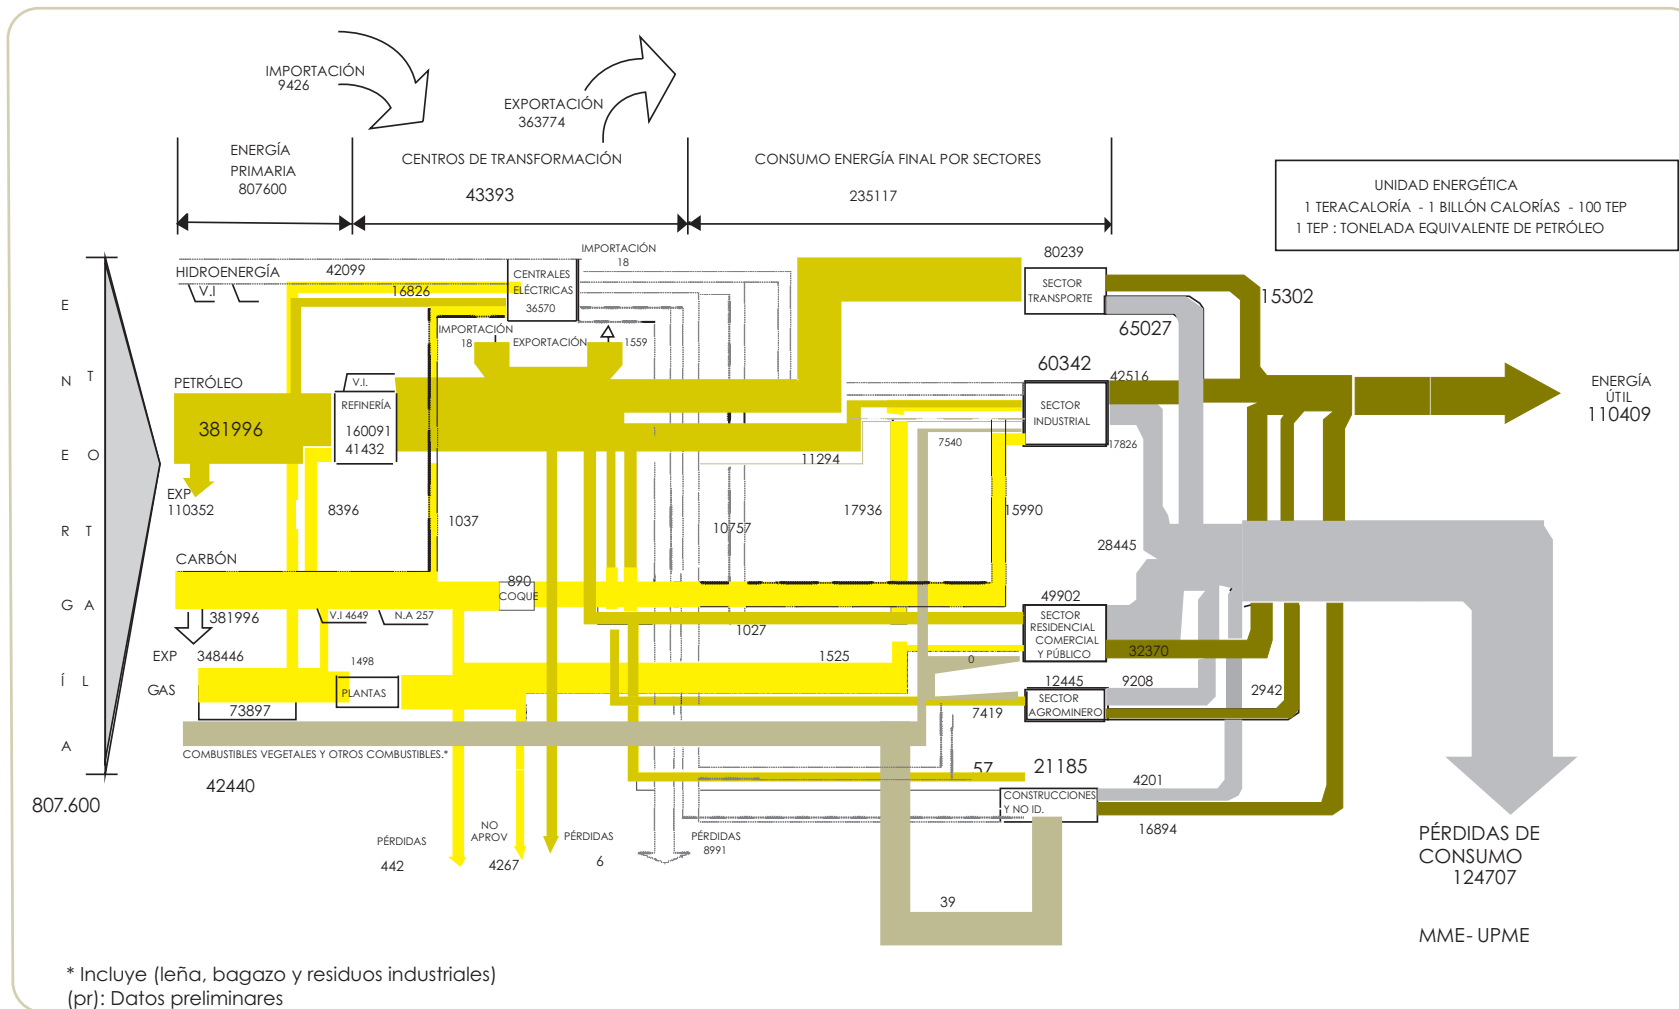 IMPORTACIÓN
9426
EXPORTACIÓN
363774
ENERGÍA
PRIMARIA
807600
CENTROS DE TRANSFORMACIÓN
43393
CONSUMO ENERGÍA FINAL POR SECTORES
235117
UNIDAD ENERGÉTICA
1 TERACALORÍA - 1 BILLÓN CALORÍAS - 100 TEP
1 TEP : TONELADA EQUIVALENTE DE PETRÓLEO
E
N T
E O
R T
G A
Í L
A
807.600
HIDROENERGÍA
42099
V.I
16826
CENTRALES
ELÉCTRICAS
36570
IMPORTACIÓN
18
IMPORTACIÓN
18
EXPORTACIÓN
1559
PETRÓLEO
381996
V.I.
REFINERÍA
160091
41432
EXP
110352
8396
1037
CARBÓN
381996
V.I 4649
N.A 257
890
COQUE
EXP 348446
GAS
73897
1498
PLANTAS
COMBUSTIBLES VEGETALES Y OTROS COMBUSTIBLES.*
42440
PÉRDIDAS
442
NO
APROV
4267
PÉRDIDAS
6
PÉRDIDAS
8991
11294
10757
17936
15990
7540
1027
1525
0
7419
57
39
80239
SECTOR
TRANSPORTE
15302
65027
60342
SECTOR
INDUSTRIAL
42516
17826
28445
49902
SECTOR
RESIDENCIAL
COMERCIAL
Y PÚBLICO
32370
12445
SECTOR
AGROMINERO
9208
2942
21185
CONSTRUCCIONES
Y NO ID.
4201
16894
ENERGÍA
ÚTIL
110409
PÉRDIDAS DE
CONSUMO
124707
MME- UPME
* Incluye (leña, bagazo y residuos industriales)
(pr): Datos preliminares